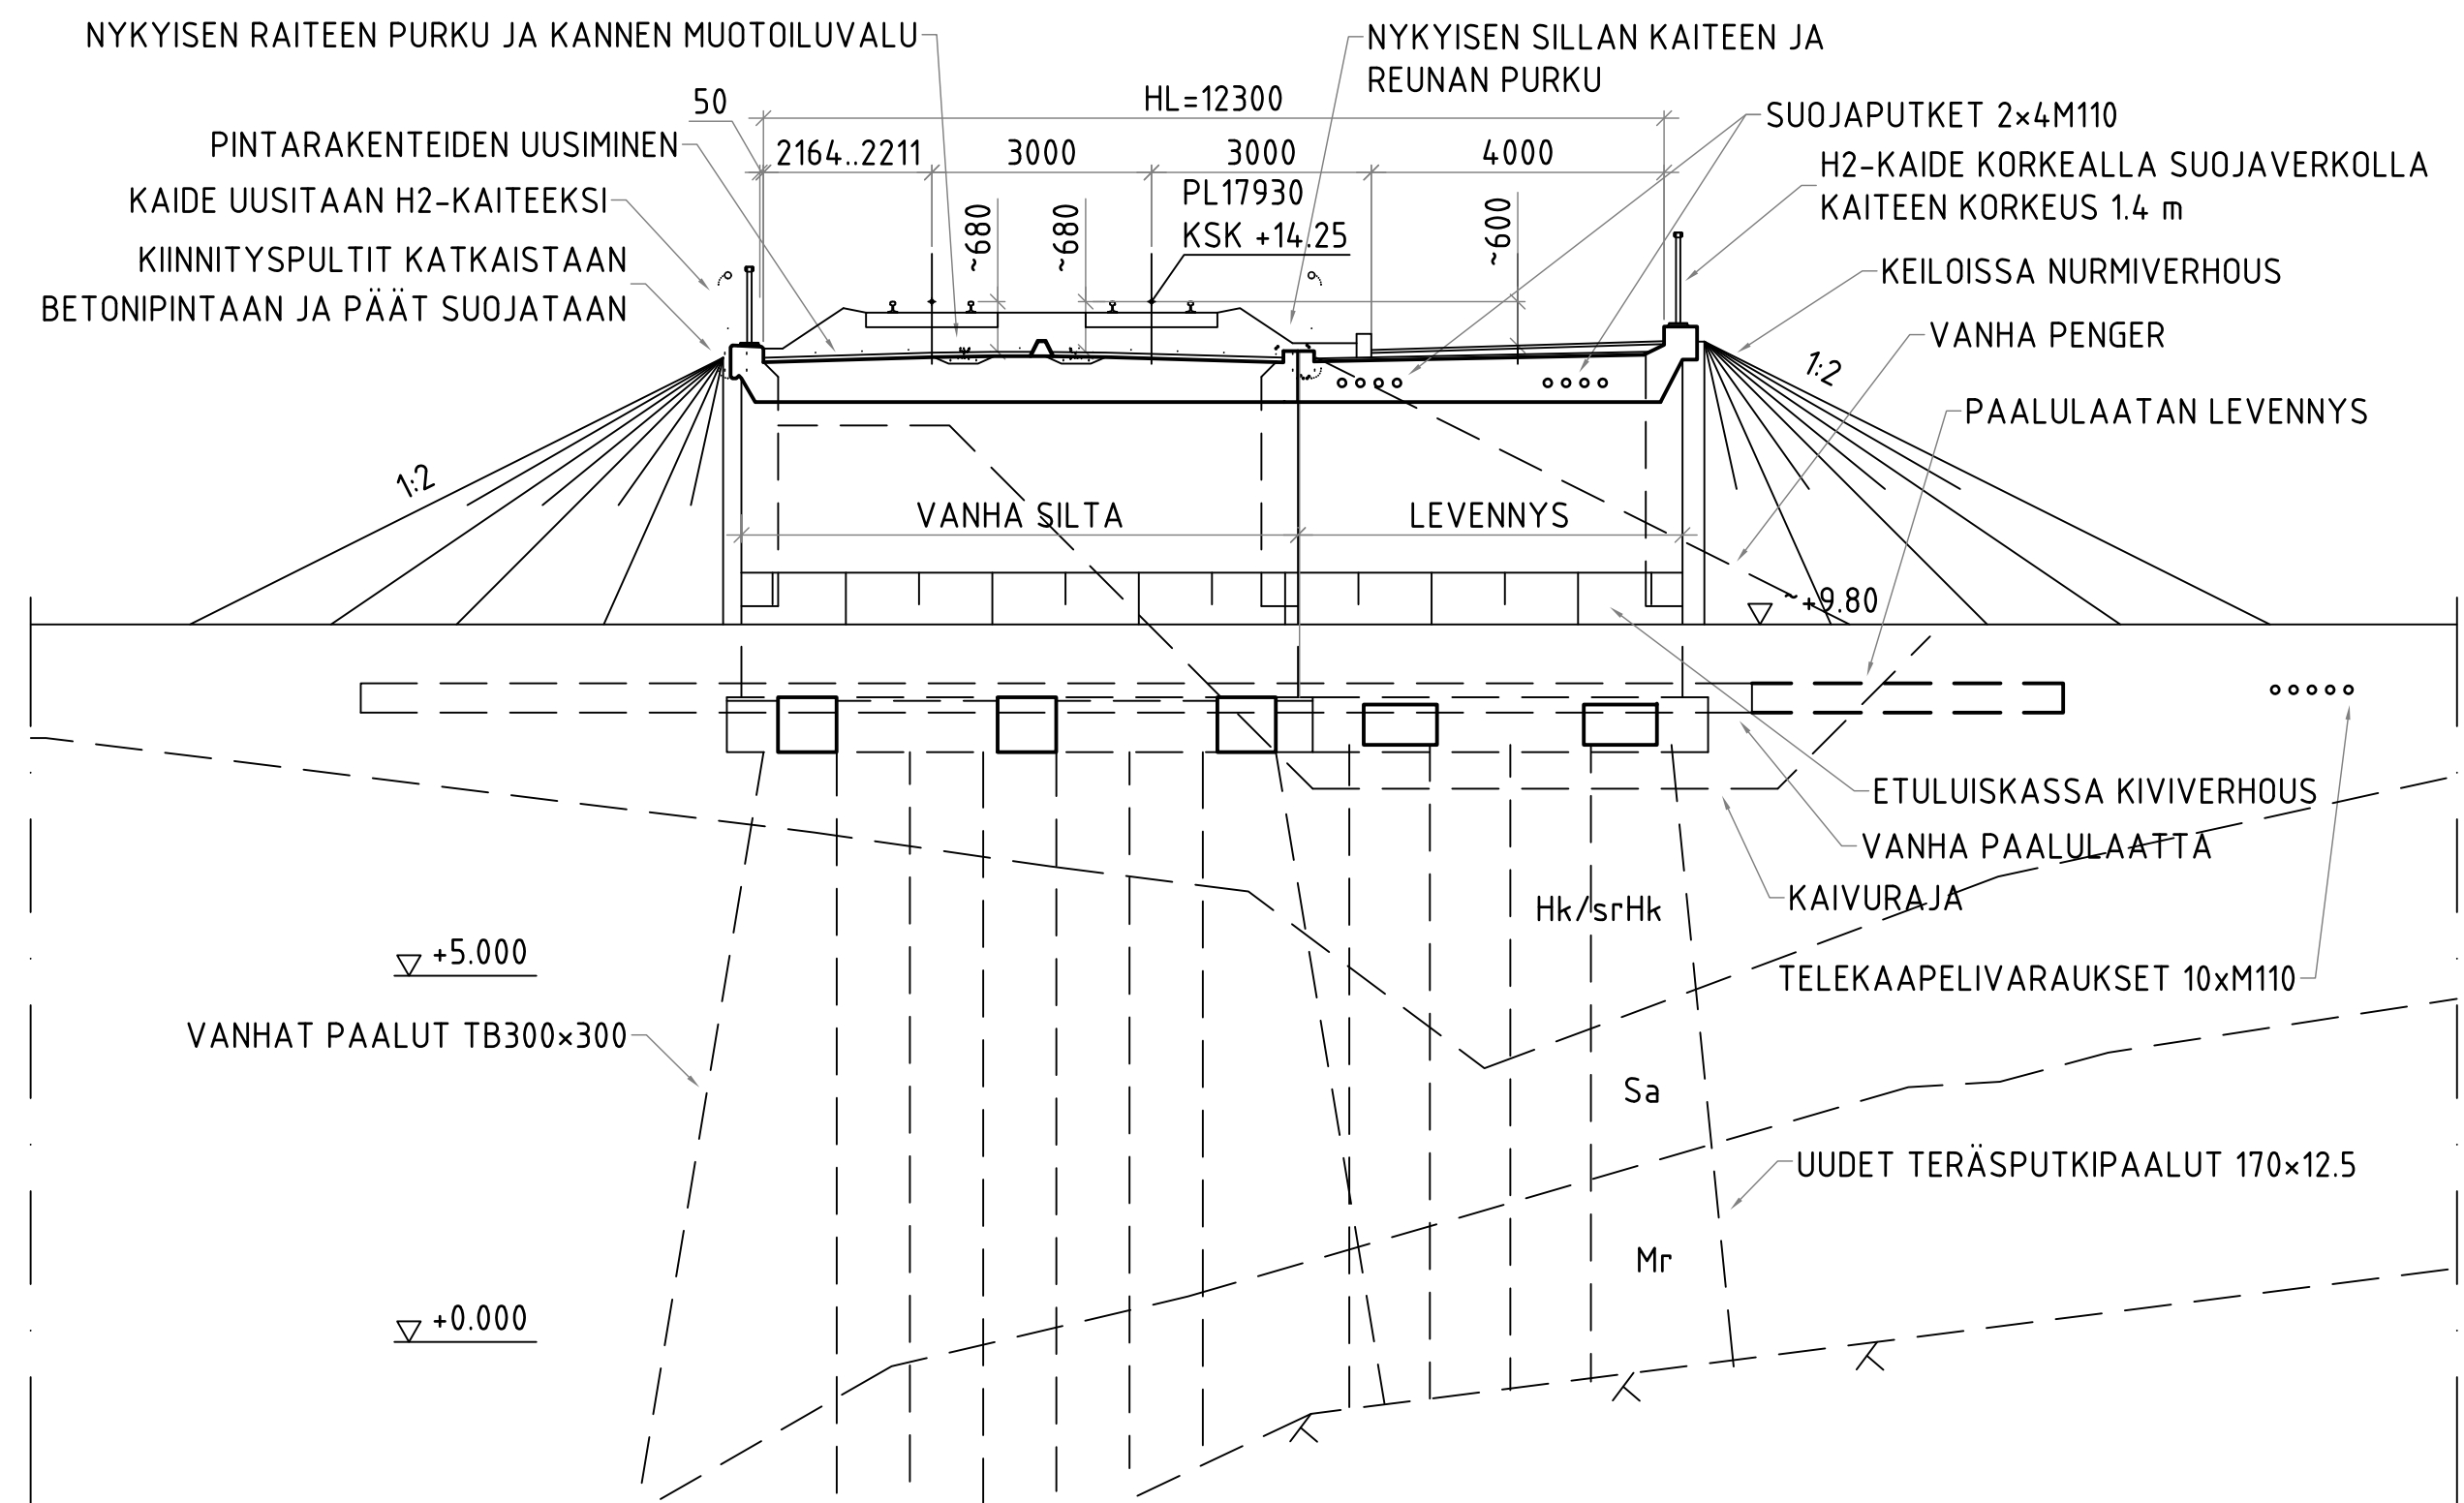 NYKYISEN RAITEEN PURKU JA KANNEN MUOTOILUVALU
NYKYISEN SILLAN KAITEEN JA
REUNAN PURKU
50
HL=12300
SUOJAPUTKET 2×4M110
PINTARAKENTEIDEN UUSIMINEN
2164..2211
3000
3000
4000
H2-KAIDE KORKEALLA SUOJAVERKOLLA
KAITEEN KORKEUS 1.4 m
KAIDE UUSITAAN H2-KAITEEKSI
~680
~680
PL17930
KSK +14.25
~600
KIINNITYSPULTIT KATKAISTAAN
BETONIPINTAAN JA PÄÄT SUOJATAAN
KEILOISSA NURMIVERHOUS
VANHA PENGER
1:2
PAALULAATAN LEVENNYS
1:2
VANHA SILTA
LEVENNYS
~+9.80
ETULUISKASSA KIVIVERHOUS
VANHA PAALULAATTA
KAIVURAJA
Hk/srHk
+5.000
TELEKAAPELIVARAUKSET 10xM110
VANHAT PAALUT TB300×300
Sa
UUDET TERÄSPUTKIPAALUT 170×12.5
Mr
+0.000